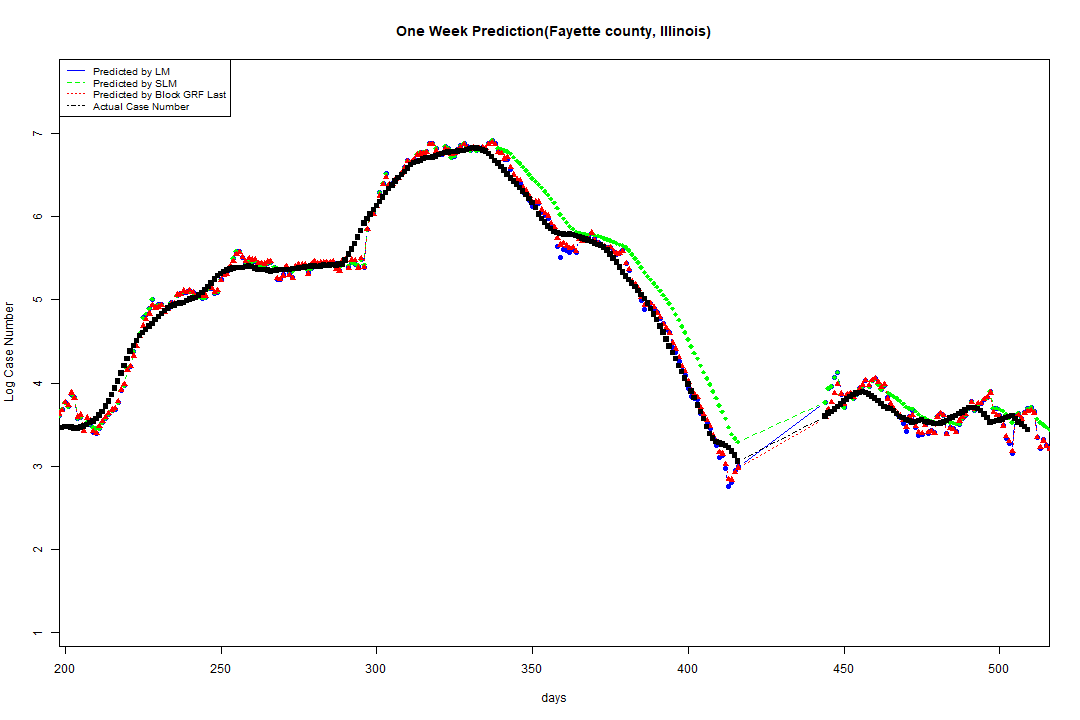 One Week Prediction(Fayette county, Illinois)
Predicted by LM
Predicted by SLM
Predicted by Block GRF Last
Actual Case Number
7
6
5
4
3
2
1
Log Case Number
200 250 300 350 400 450 500
days